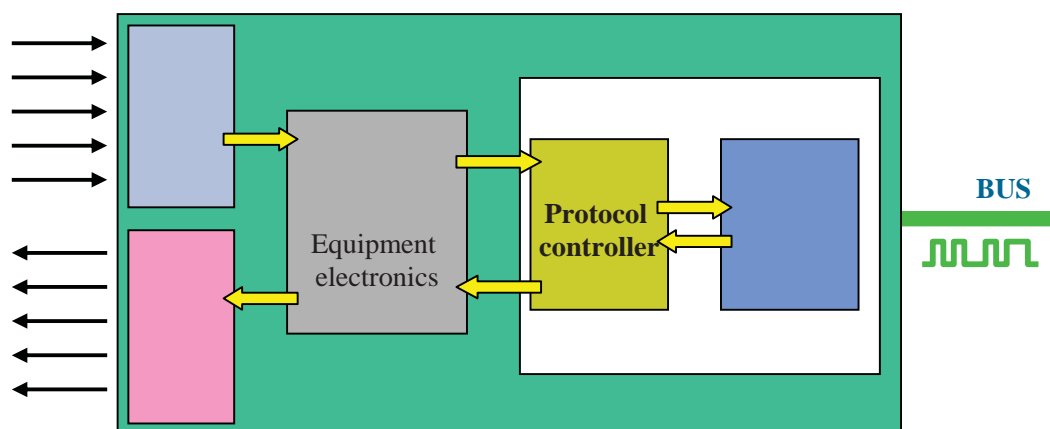 BUS
Protocol
controller
Equipment
electronics